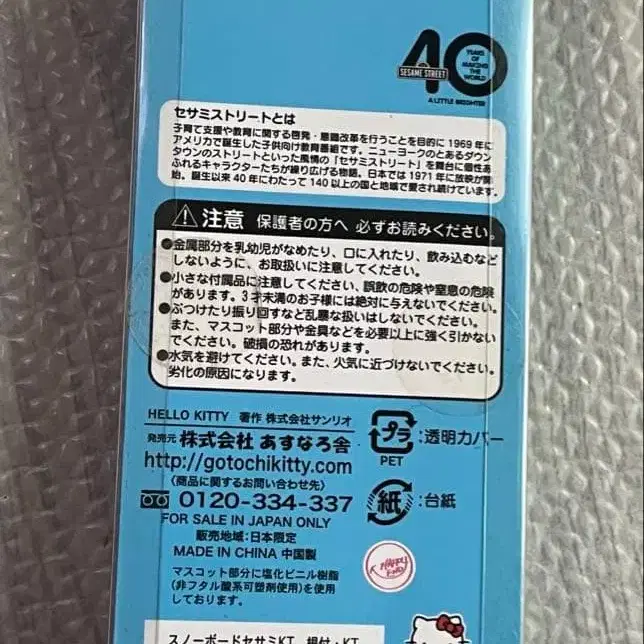 40
YEARS OF MAKING THE WORLD
SESAME STREET
A LITTLE BRIGHTER
セサミストリートとは
子育て支援や教育に関する啓発・意識改革を行うことを目的に 1969 年に
アメリカで誕生した子供向け教育番組です。ニューヨークのとあるダウン
タウンのストリートといった風情の「セサミストリート」を舞台に個性あ
ふれるキャラクターたちが繰り広げる物語。日本では 1971 年に放映が開
始。誕生以来 40 年にわたって 140 以上の国と地域で愛され続けています。
注意 保護者の方へ 必ずお読みください。
●金属部分を乳幼児がなめたり、口に入れたり、飲み込むなど
しないように、お取扱いに注意してください。
●小さな付属品に注意してください、誤飲の危険や窒息の危険
があります。3才未満のお子様には絶対に与えないでください。
●ぶつけたり振り回すなど乱暴な扱いはしないでください。
また、マスコット部分や金具などを必要以上に強く引かない
でください。破損の恐れがあります。
●水気を避けてください。また、火気に近づけないでください。
劣化の原因になります。
HELLO KITTY 著作 株式会社サンリオ
発売元 株式会社 あすなろ舎
http://gotochikitty.com
〈商品に関するお問い合わせ先〉
0120-334-337
FOR SALE IN JAPAN ONLY
販売地域:日本限定
MADE IN CHINA 中国製
マスコット部分に塩化ビニル樹脂
(非フタル酸系可塑剤使用)を使用
しております。
プラ :透明カバー
PET
紙 :台紙
HAPPY END
スノーボードセサミKT 根付・KT